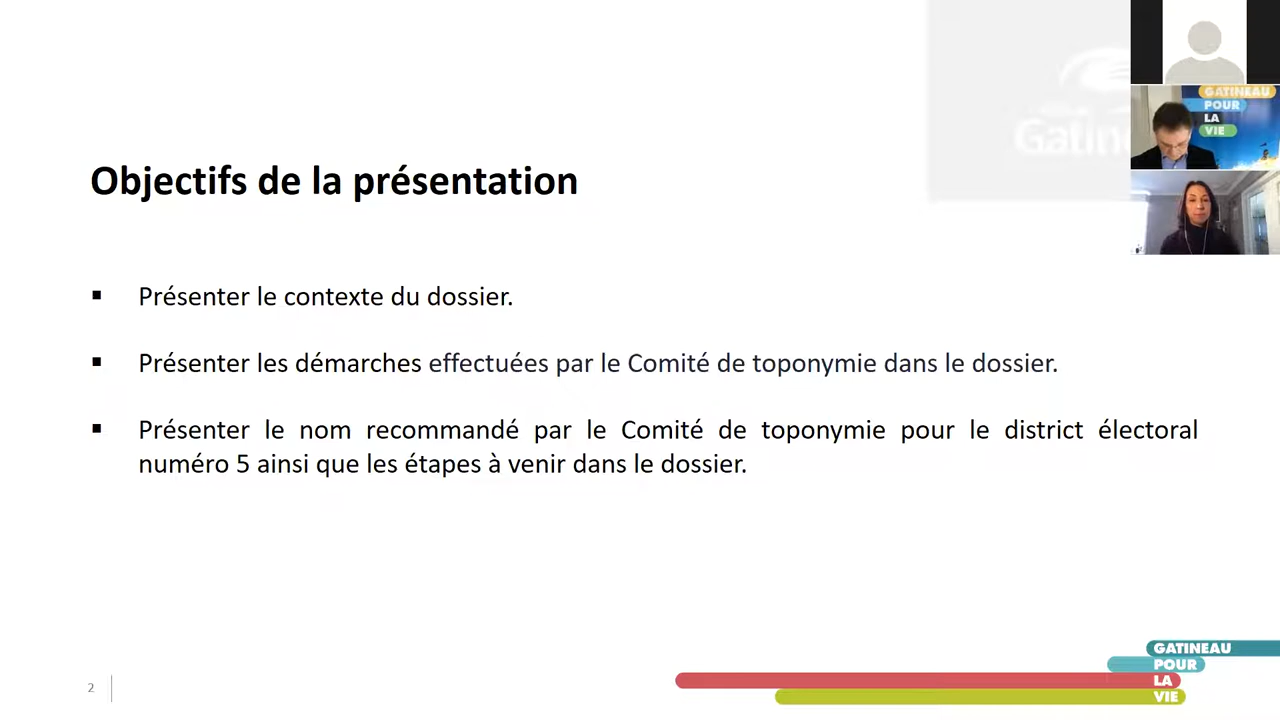 Gatine
GATINEAU
POUR
LA
VIE
Objectifs de la présentation
▪ Présenter le contexte du dossier.
▪ Présenter les démarches effectuées par le Comité de toponymie dans le dossier.
▪ Présenter le nom recommandé par le Comité de toponymie pour le district électoral
numéro 5 ainsi que les étapes à venir dans le dossier.
2
GATINEAU
POUR
LA
VIE